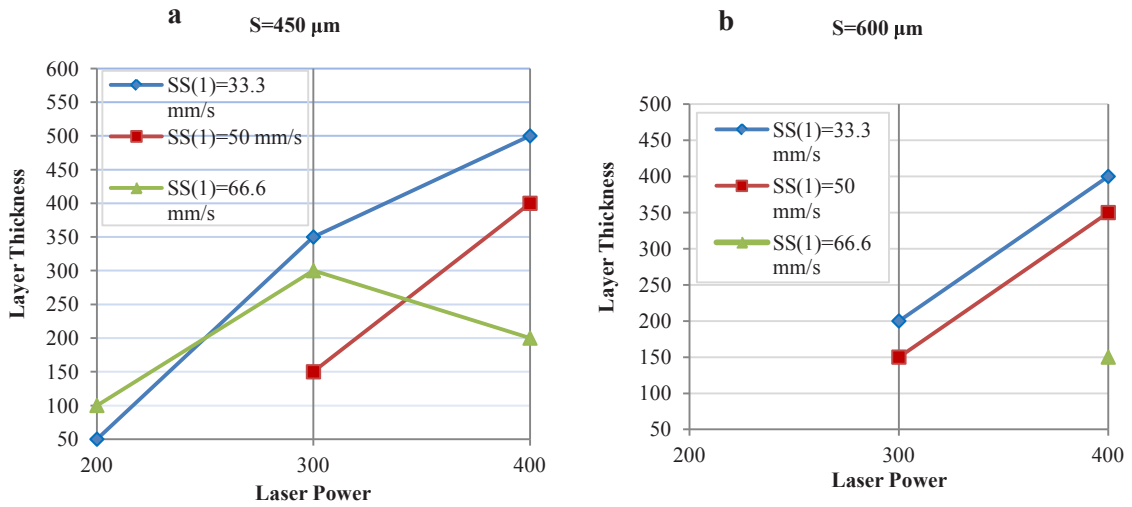 a
S=450 µm
600
550
500
450
400
350
300
250
200
150
100
50
Layer Thickness
SS(1)=33.3
mm/s
SS(1)=50 mm/s
SS(1)=66.6
mm/s
200
300
400
Laser Power
b
S=600 µm
500
450
400
350
300
250
200
150
100
50
Layer Thickness
SS(1)=33.3
mm/s
SS(1)=50
mm/s
SS(1)=66.6
mm/s
200
300
400
Laser Power